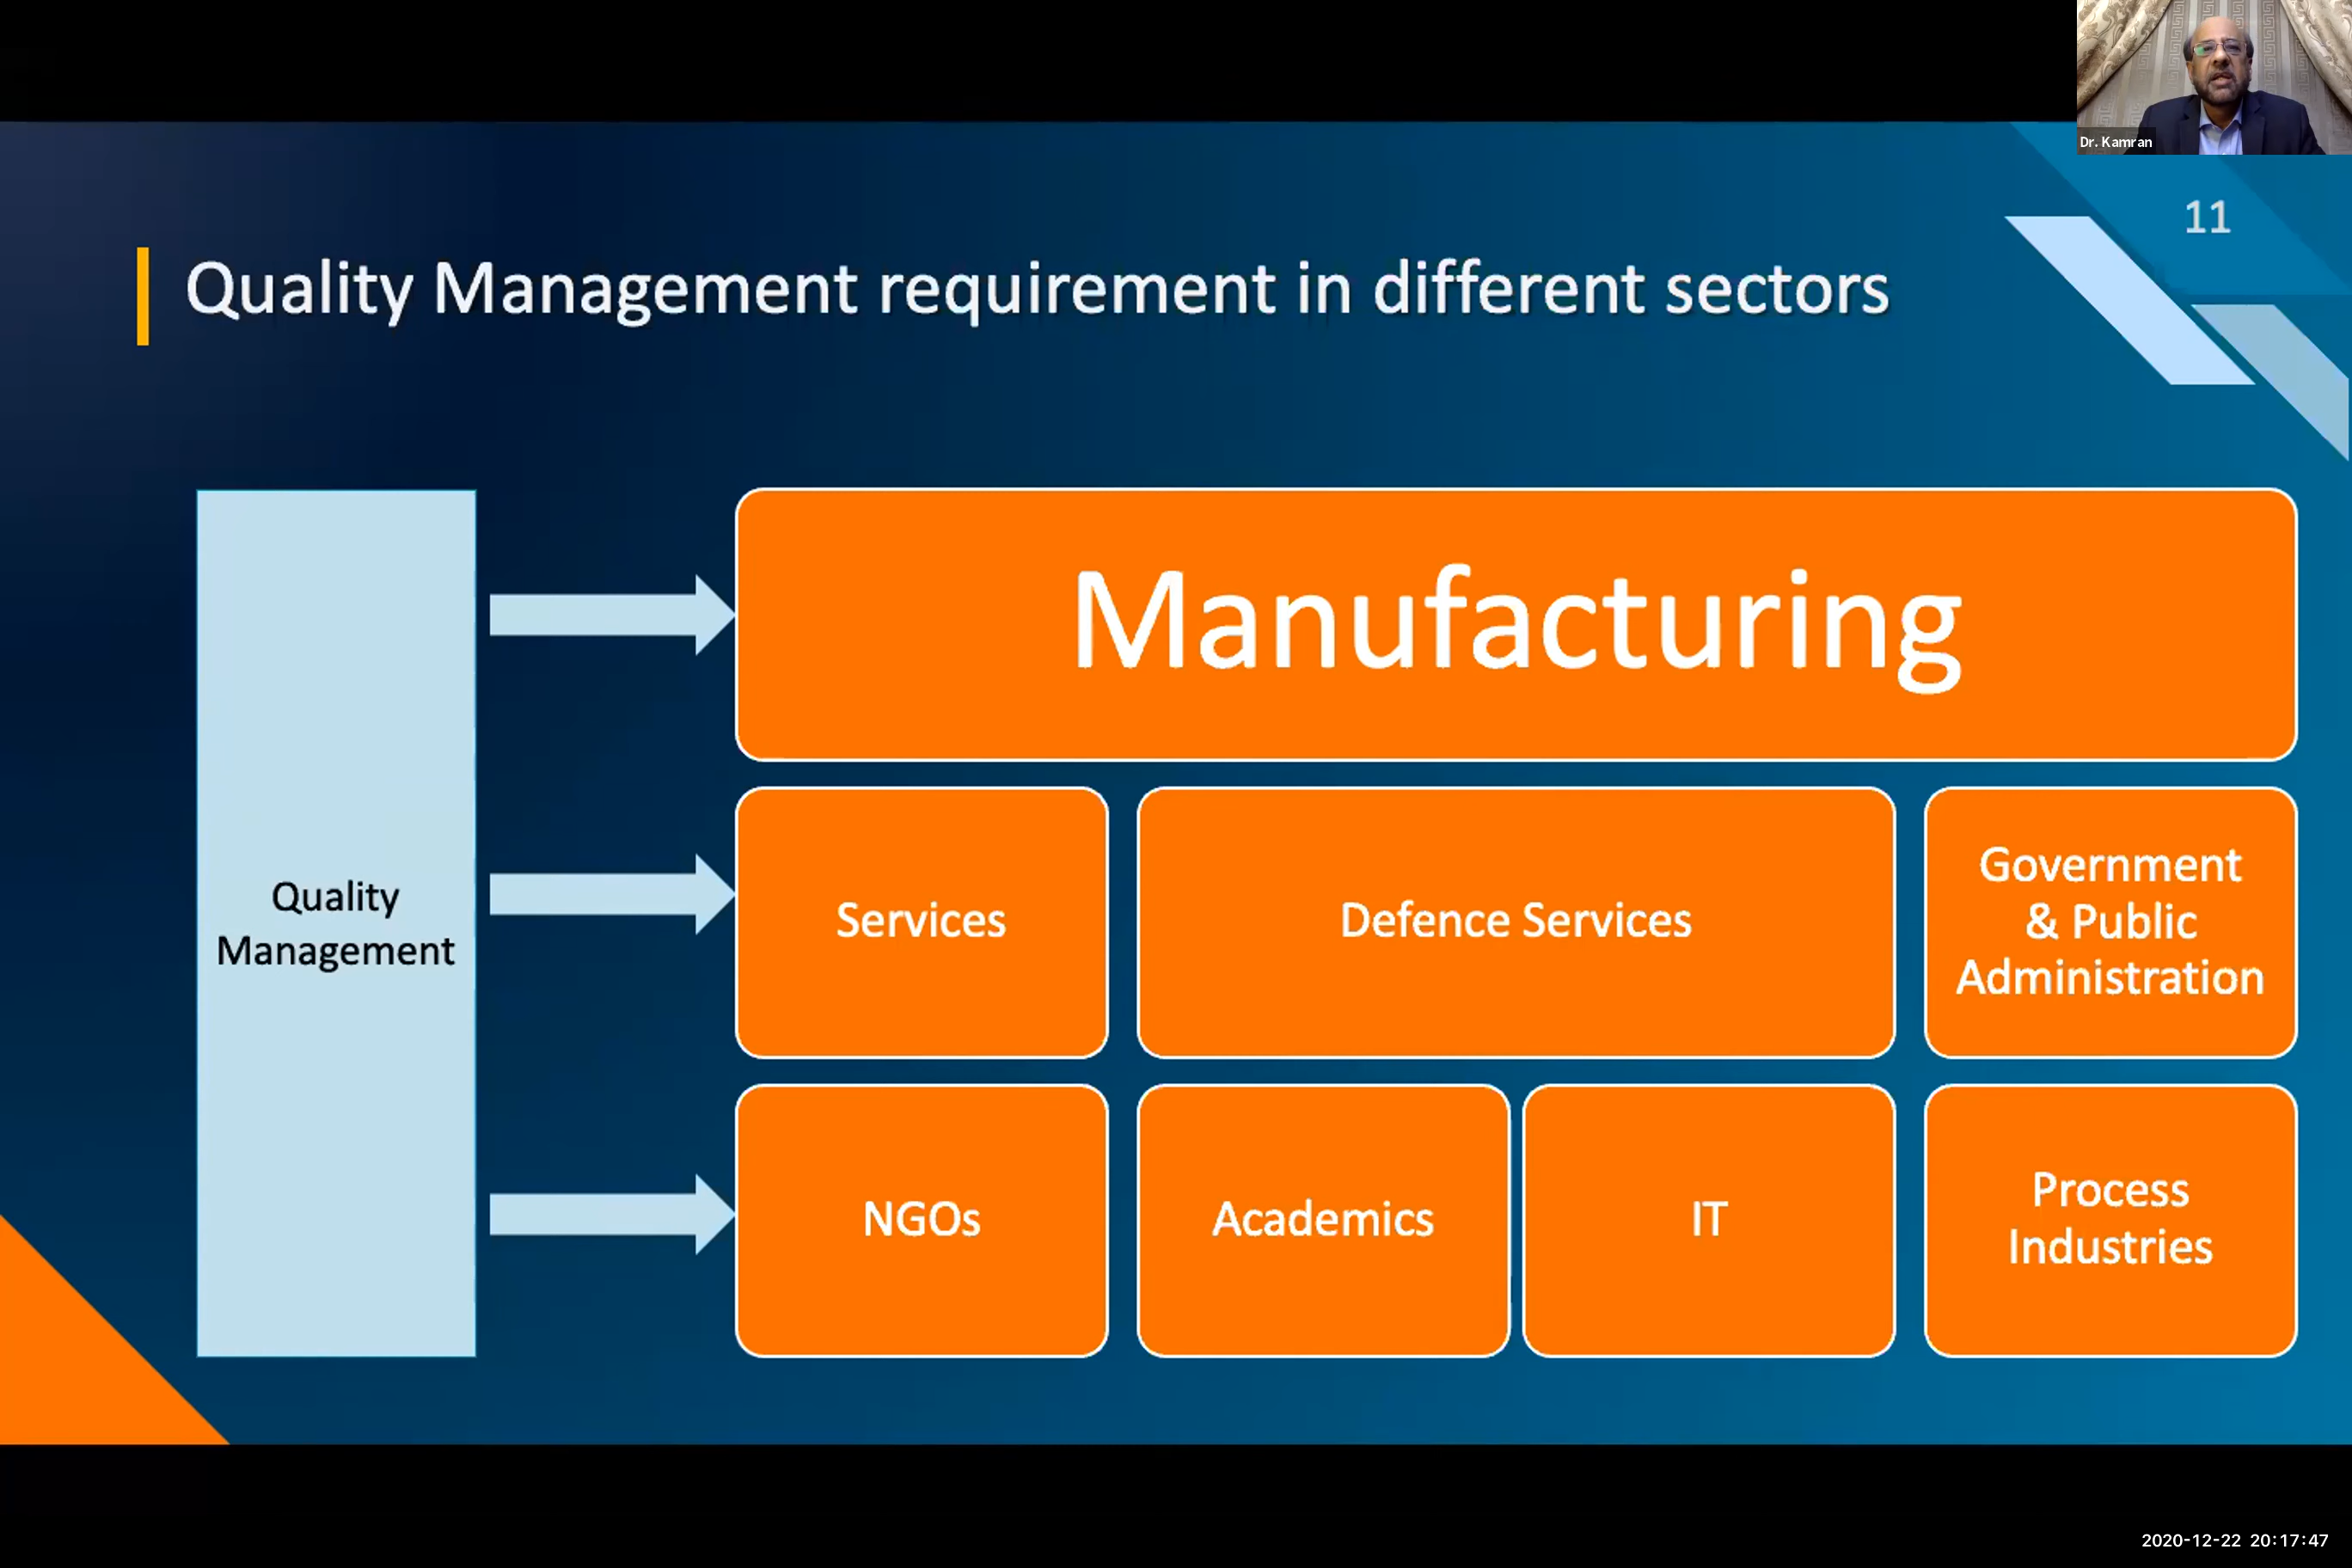 Dr. Kamran
11
Quality Management requirement in different sectors
Quality
Management
Manufacturing
Services
Defence Services
Government
& Public
Administration
NGOs
Academics
IT
Process
Industries
2020-12-22 20:17:47